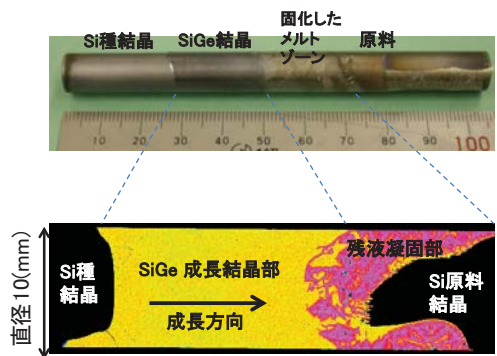 Si種結晶
SiGe結晶
固化した
メルト
ゾーン
原料
10 20 30 40 50 60 70 80 90 100
直径10(mm)
Si種
結晶
SiGe 成長結晶部
成長方向
残液凝固部
Si原料
結晶